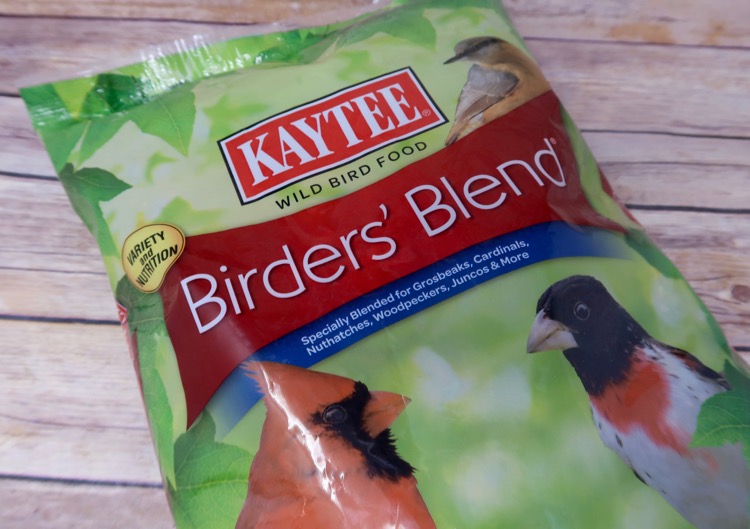 KAYTEE®
WILD BIRD FOOD
VARIETY
and
NUTRITION
Birders' Blend®
Specially Blended for Grosbeaks, Cardinals,
Nuthatches, Woodpeckers, Juncos & More